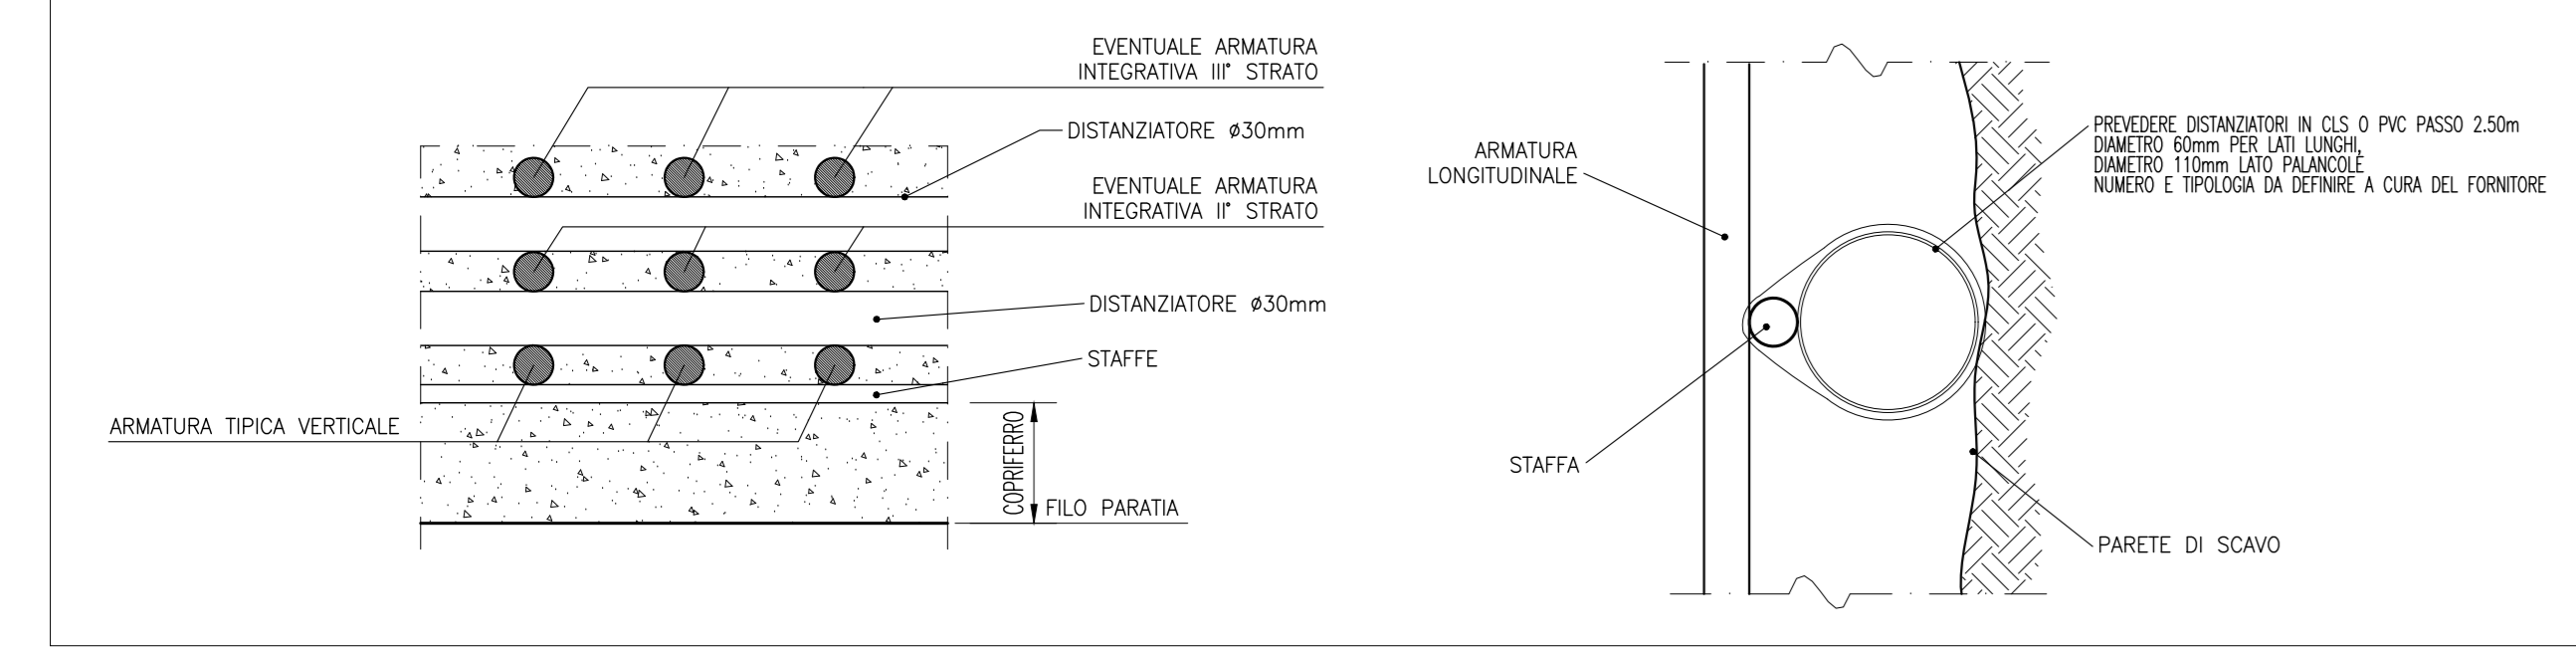 EVENTUALE ARMATURA
INTEGRATIVA III° STRATO
DISTANZIATORE ø30mm
EVENTUALE ARMATURA
INTEGRATIVA II° STRATO
DISTANZIATORE ø30mm
STAFFE
ARMATURA TIPICA VERTICALE
COPRIFERRO
FILO PARATIA
ARMATURA
LONGITUDINALE
PREVEDERE DISTANZIATORI IN CLS O PVC PASSO 2.50m
DIAMETRO 60mm PER LATI LUNGHI,
DIAMETRO 110mm LATO PALANCOLE
NUMERO E TIPOLOGIA DA DEFINIRE A CURA DEL FORNITORE
STAFFA
PARETE DI SCAVO